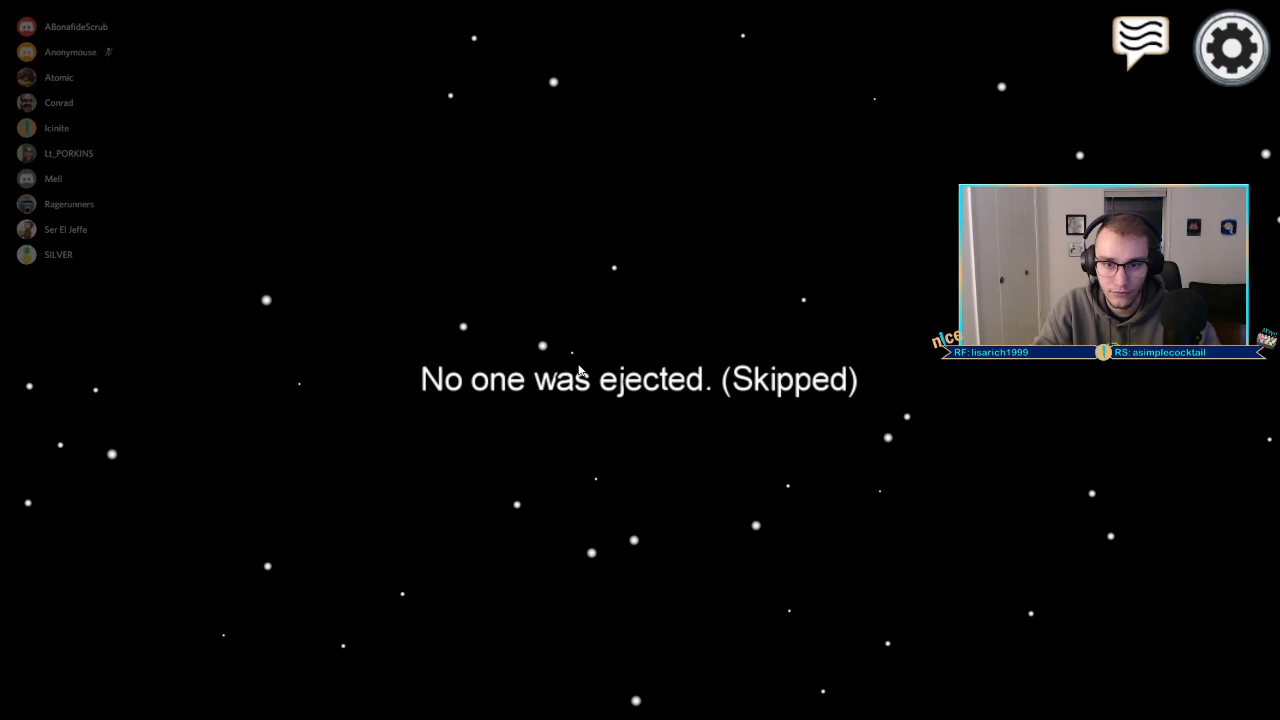 ABonafideScrub
Anonymouse
Atomic
Conrad
Icinite
Lt_PORKINS
Meli
Ragerunners
Ser El Jeffe
SILVER
No one was ejected. (Skipped)
nice
RF: lisarich1999
RS: asimplecocktail